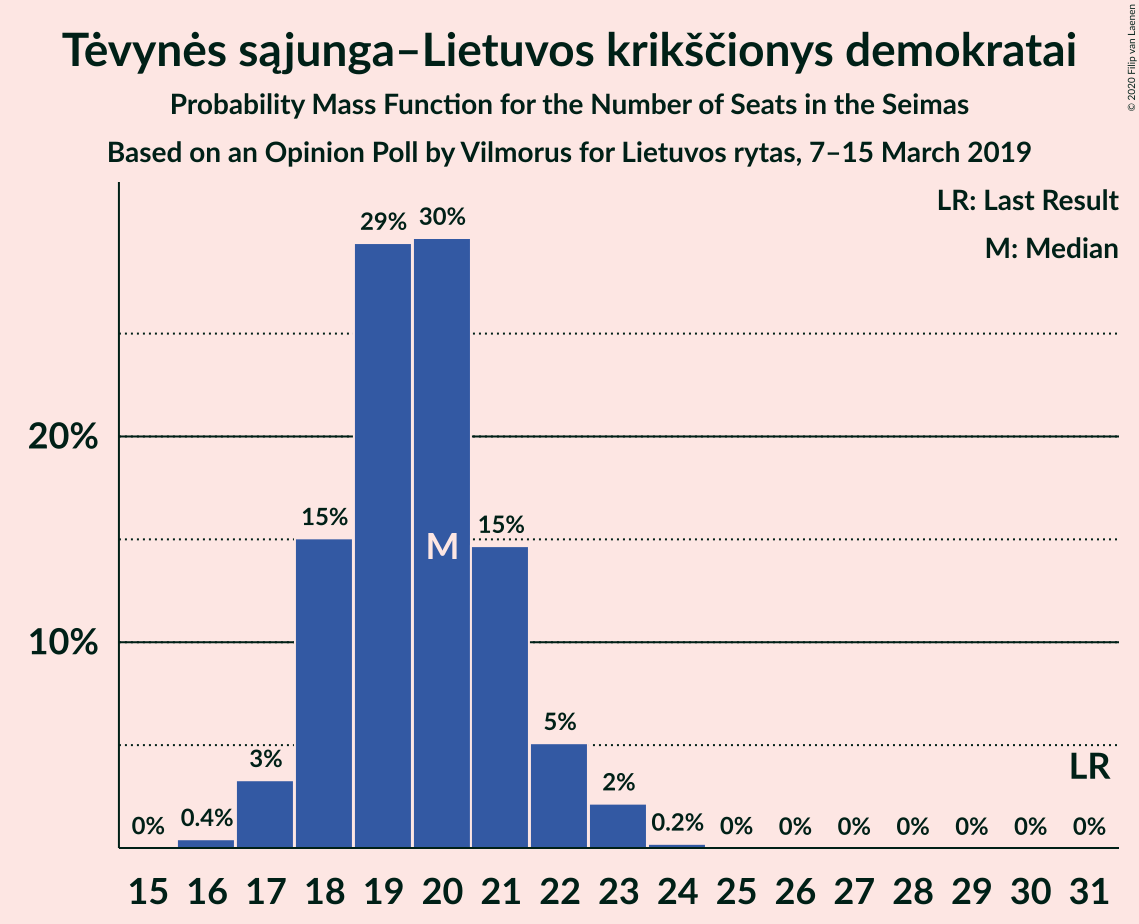 Tėvynės sąjunga–Lietuvos krikščionys demokratai
Probability Mass Function for the Number of Seats in the Seimas
Based on an Opinion Poll by Vilmorus for Lietuvos rytas, 7–15 March 2019
© 2020 Filip van Laenen
LR: Last Result
M: Median
29% 30%
20%
15% 15%
M
10%
5%
3% 2% LR
0% 0.4% 0.2% 0% 0% 0% 0% 0% 0% 0%
15 16 17 18 19 20 21 22 23 24 25 26 27 28 29 30 31